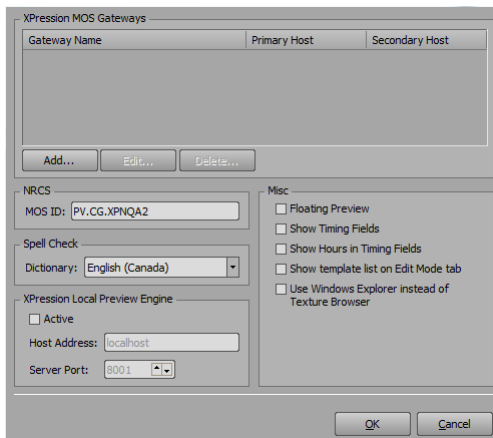 XPression MOS Gateways
Gateway Name Primary Host Secondary Host
Add... Edit... Delete...
NRCS
MOS ID: PV.CG.XPNQA2
Spell Check
Dictionary: English (Canada)
XPression Local Preview Engine
Active
Host Address: localhost
Server Port: 8001
Misc
Floating Preview
Show Timing Fields
Show Hours in Timing Fields
Show template list on Edit Mode tab
Use Windows Explorer instead of
Texture Browser
OK Cancel